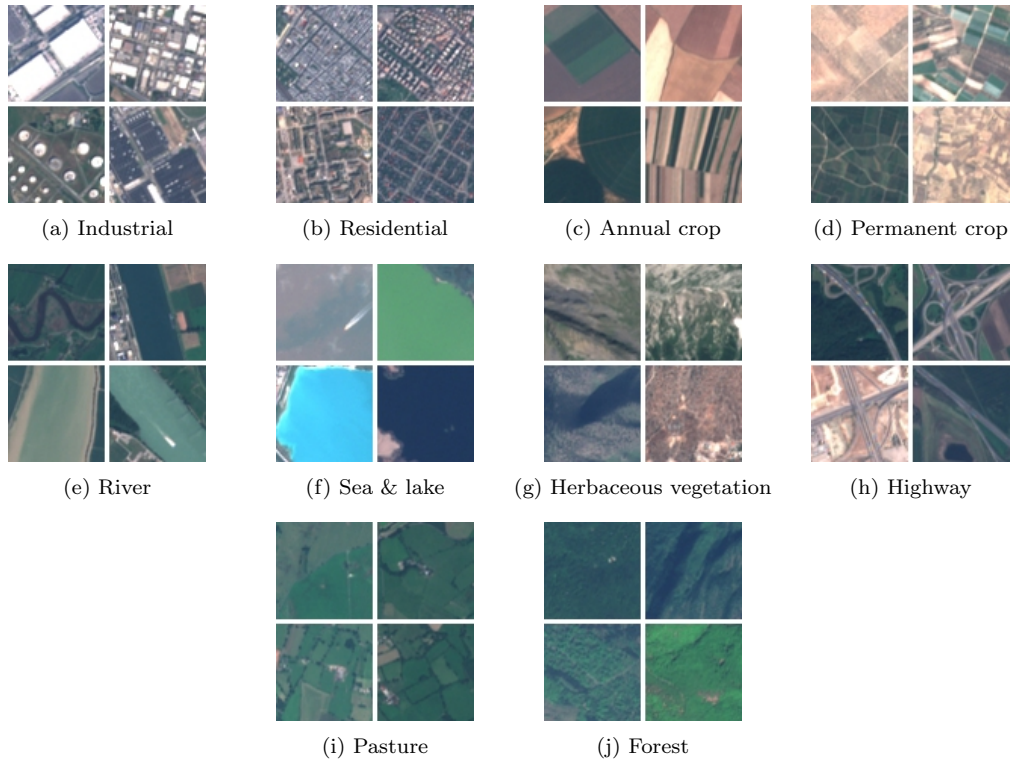 (a) Industrial
(b) Residential
(c) Annual crop
(d) Permanent crop
(e) River
(f) Sea & lake
(g) Herbaceous vegetation
(h) Highway
(i) Pasture
(j) Forest